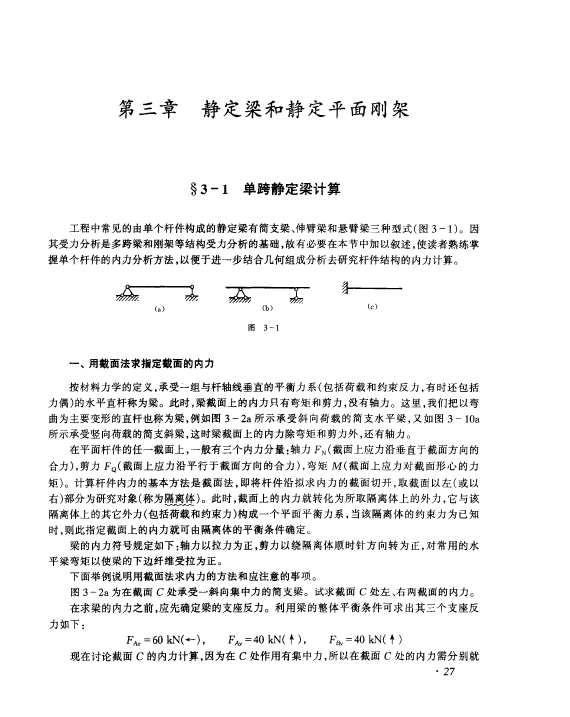 第三章 静定梁和静定平面刚架
§3-1 单跨静定梁计算
工程中常见的由单个杆件构成的静定梁有简支梁、伸臂梁和悬臂梁三种型式(图 3-1)。因
其受力分析是多跨梁和刚架等结构受力分析的基础,故有必要在本节中加以叙述,使读者熟练掌
握单个杆件的内力分析方法,以便于进一步结合几何组成分析去研究杆件结构的内力计算。
(a) (b) (c)
图 3-1
一、用截面法求指定截面的内力
按材料力学的定义,承受一组与杆轴线垂直的平衡力系(包括荷载和约束反力,有时还包括
力偶)的水平直杆称为梁。此时,梁截面上的内力只有弯矩和剪力,没有轴力。这里,我们把以弯
曲为主要变形的直杆也称为梁,例如图 3-2a 所示承受斜向荷载的简支水平梁,又如图 3-10a
所示承受竖向荷载的简支斜梁,这时梁截面上的内力除弯矩和剪力外,还有轴力。
在平面杆件的任一截面上,一般有三个内力分量:轴力 F_N(截面上应力沿垂直于截面方向的
合力),剪力 F_Q(截面上应力沿平行于截面方向的合力),弯矩 M(截面上应力对截面形心的力
矩)。计算杆件内力的基本方法是截面法,即将杆件沿拟求内力的截面切开,取截面以左(或以
右)部分为研究对象(称为隔离体)。此时,截面上的内力就转化为所取隔离体上的外力,它与该
隔离体上的其它外力(包括荷载和约束力)构成一个平面平衡力系,当该隔离体的约束力为已知
时,则此指定截面上的内力就可由隔离体的平衡条件确定。
梁的内力符号规定如下:轴力以拉力为正,剪力以绕隔离体顺时针方向转为正,对常用的水
平梁弯矩以使梁的下边纤维受拉为正。
下面举例说明用截面法求内力的方法和应注意的事项。
图 3-2a 为在截面 C 处承受一斜向集中力的简支梁。试求截面 C 处左、右两截面的内力。
在求梁的内力之前,应先确定梁的支座反力。利用梁的整体平衡条件可求出其三个支座反
力如下:
F_Ax=60 kN(←), F_Ay=40 kN(↑), F_By=40 kN(↑)
现在讨论截面 C 的内力计算,因为在 C 处作用有集中力,所以在截面 C 处的内力需分别就
· 27